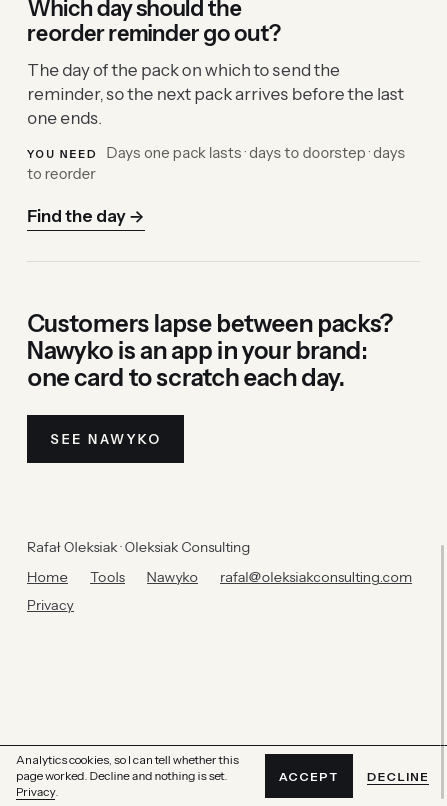 Which day should the
reorder reminder go out?
The day of the pack on which to send the
reminder, so the next pack arrives before the last
one ends.
YOU NEED Days one pack lasts · days to doorstep · days
to reorder
Find the day →
Customers lapse between packs?
Nawyko is an app in your brand:
one card to scratch each day.
SEE NAWYKO
Rafał Oleksiak · Oleksiak Consulting
Home Tools Nawyko rafal@oleksiakconsulting.com
Privacy
Analytics cookies, so I can tell whether this
page worked. Decline and nothing is set.
Privacy.
ACCEPT DECLINE